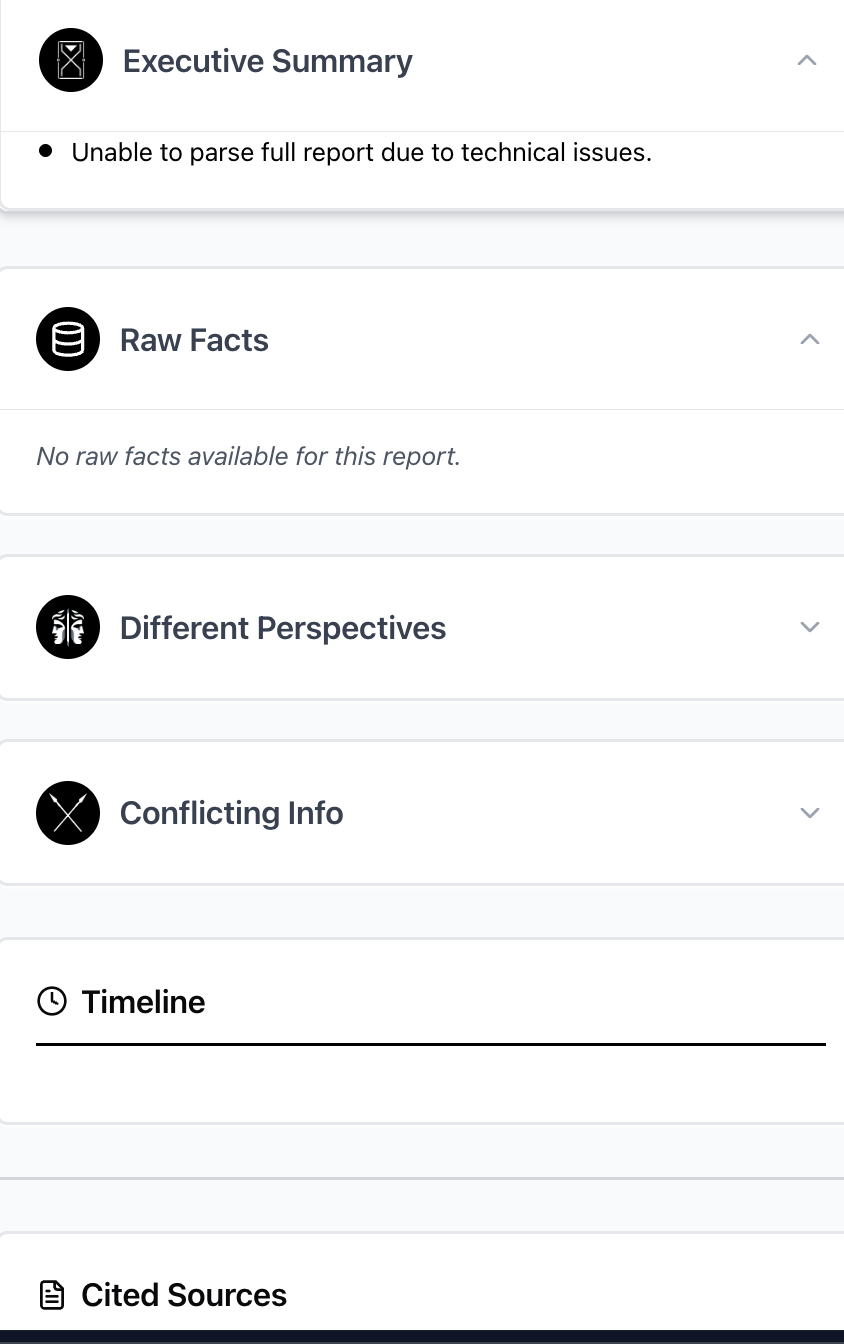 Executive Summary
Unable to parse full report due to technical issues.
Raw Facts
No raw facts available for this report.
Different Perspectives
Conflicting Info
Timeline
Cited Sources